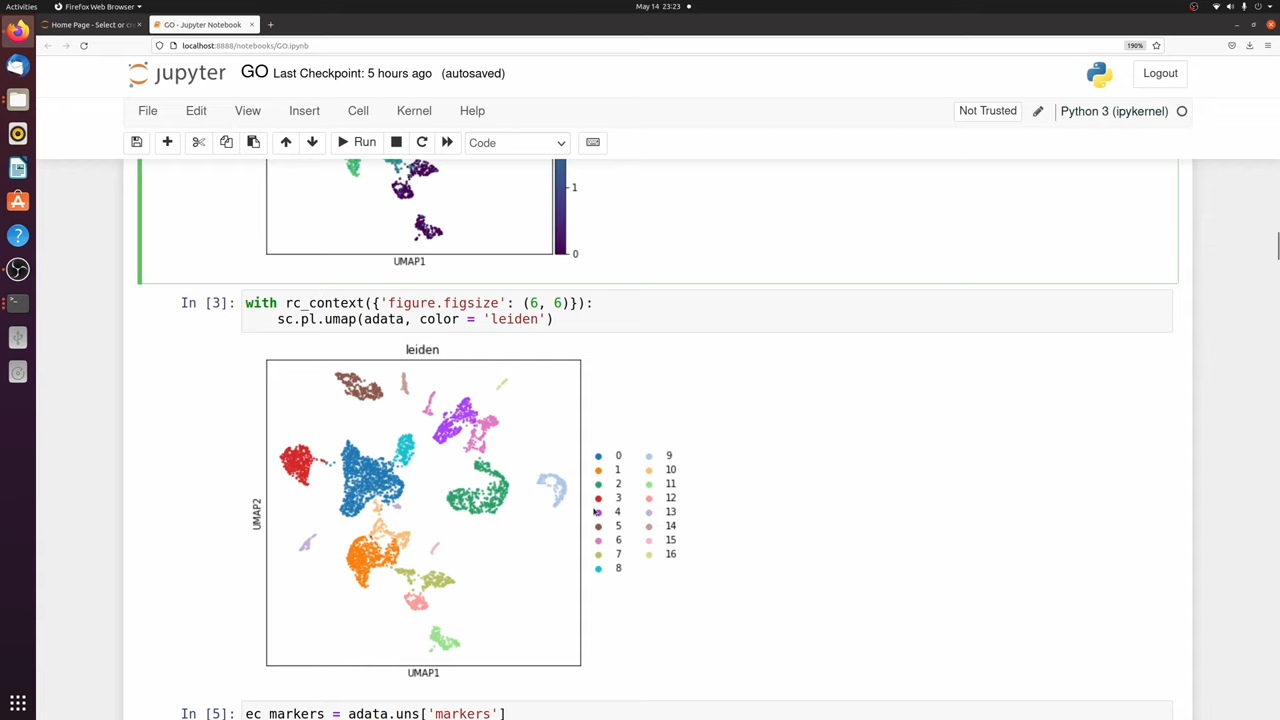 Activities
Firefox Web Browser
May 14 23:23
Home Page - Select or cr
GO - Jupyter Notebook
localhost:8888/notebooks/GO.ipynb
190%
jupyter GO Last Checkpoint: 5 hours ago (autosaved)
Logout
File Edit View Insert Cell Kernel Help
Not Trusted
Python 3 (ipykernel)
Run
Code
1
0
UMAP1
In [3]: with rc_context({'figure.figsize': (6, 6)}):
sc.pl.umap(adata, color = 'leiden')
leiden
UMAP2
0 9
1 10
2 11
3 12
4 13
5 14
6 15
7 16
8
UMAP1
In [5]: ec_markers = adata.uns['markers']